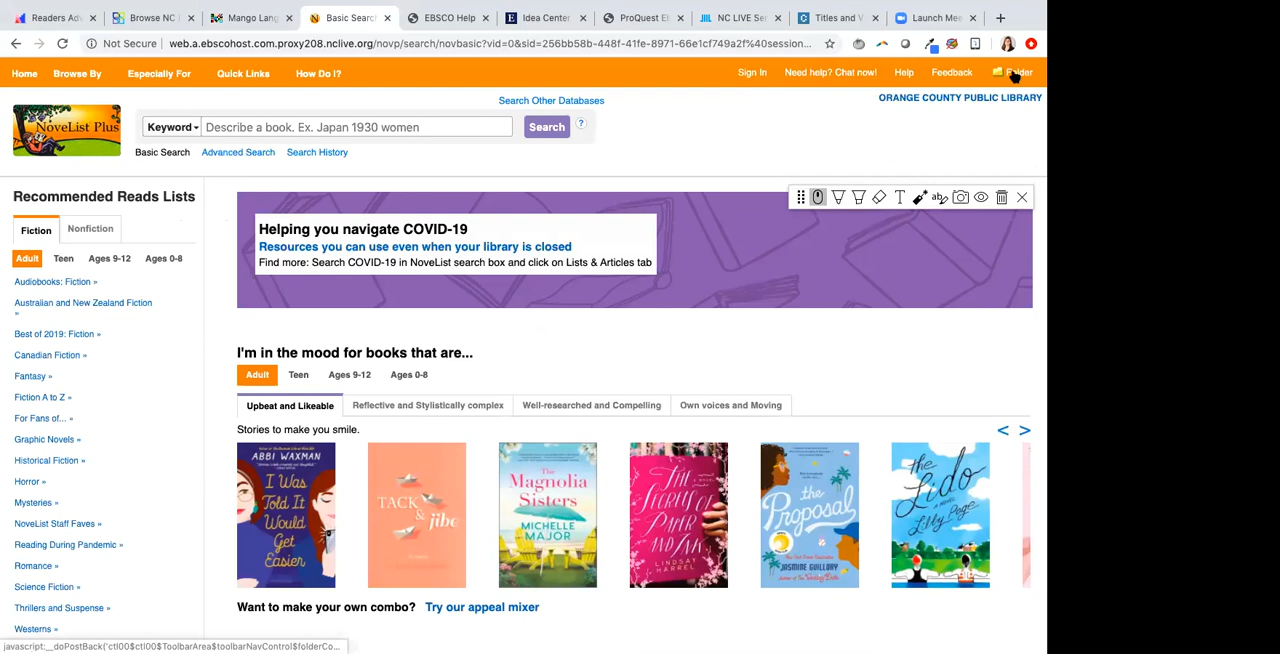 Readers Adv
Browse NC
Mango Lang
Basic Searc
EBSCO Help
Idea Center
ProQuest E
NC LIVE Ser
Titles and V
Launch Mee
Not Secure
web.a.ebscohost.com.proxy208.nclive.org/novp/search/novbasic?vid=0&sid=256bb58b-448f-41fe-8971-66e1cf749a2f%40session...
Home Browse By Especially For Quick Links How Do I?
Sign In Need help? Chat now! Help Feedback Folder
Search Other Databases
ORANGE COUNTY PUBLIC LIBRARY
NoveList Plus
Keyword
Describe a book. Ex. Japan 1930 women
Search
?
Basic Search Advanced Search Search History
Recommended Reads Lists
Fiction Nonfiction
Adult Teen Ages 9-12 Ages 0-8
Audiobooks: Fiction »
Australian and New Zealand Fiction
»
Best of 2019: Fiction »
Canadian Fiction »
Fantasy »
Fiction A to Z »
For Fans of... »
Graphic Novels »
Historical Fiction »
Horror »
Mysteries »
NoveList Staff Faves »
Reading During Pandemic »
Romance »
Science Fiction »
Thrillers and Suspense »
Westerns »
Helping you navigate COVID-19
Resources you can use even when your library is closed
Find more: Search COVID-19 in NoveList search box and click on Lists & Articles tab
I'm in the mood for books that are...
Adult Teen Ages 9-12 Ages 0-8
Upbeat and Likeable Reflective and Stylistically complex Well-researched and Compelling Own voices and Moving
Stories to make you smile.
< >
ABBI WAXMAN
I Was
Told It
Would
Get
Easier
TACK
& jibe
The
Magnolia
Sisters
MICHELLE
MAJOR
THE
SECRETS OF
PAPER
AND INK
LINDSAY
HARREL
the
Proposal
JASMINE GUILLORY
the
Lido
A NOVEL
Libby Page
Want to make your own combo? Try our appeal mixer
javascript:__doPostBack('ctl00$ctl00$ToolbarArea$toolbarNavControl$folderCo...